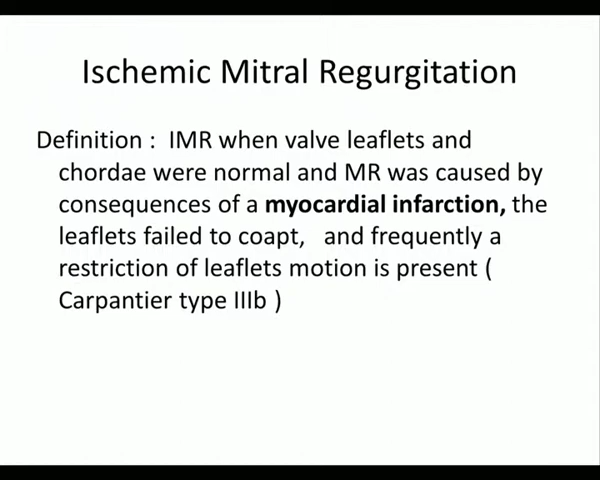 Ischemic Mitral Regurgitation
Definition : IMR when valve leaflets and
chordae were normal and MR was caused by
consequences of a myocardial infarction, the
leaflets failed to coapt, and frequently a
restriction of leaflets motion is present (
Carpantier type IIIb )